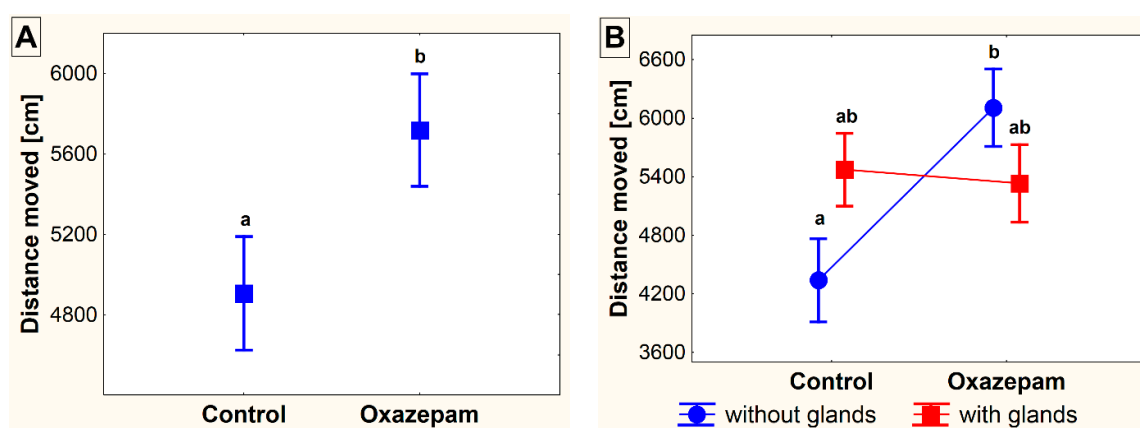 A
Distance moved [cm]
6000
5600
5200
4800
a
b
Control Oxazepam
B
Distance moved [cm]
6600
6000
5400
4800
4200
3600
a
ab
b
ab
Control Oxazepam
without glands with glands